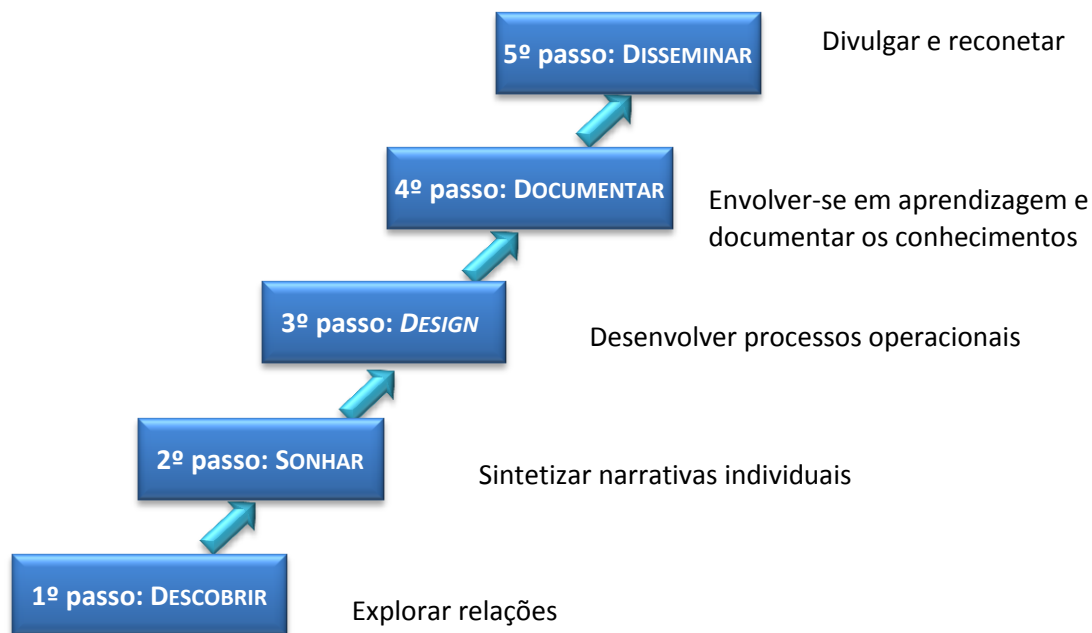 5º passo: DISSEMINAR
Divulgar e reconetar
4º passo: DOCUMENTAR
Envolver-se em aprendizagem e
documentar os conhecimentos
3º passo: DESIGN
Desenvolver processos operacionais
2º passo: SONHAR
Sintetizar narrativas individuais
1º passo: DESCOBRIR
Explorar relações